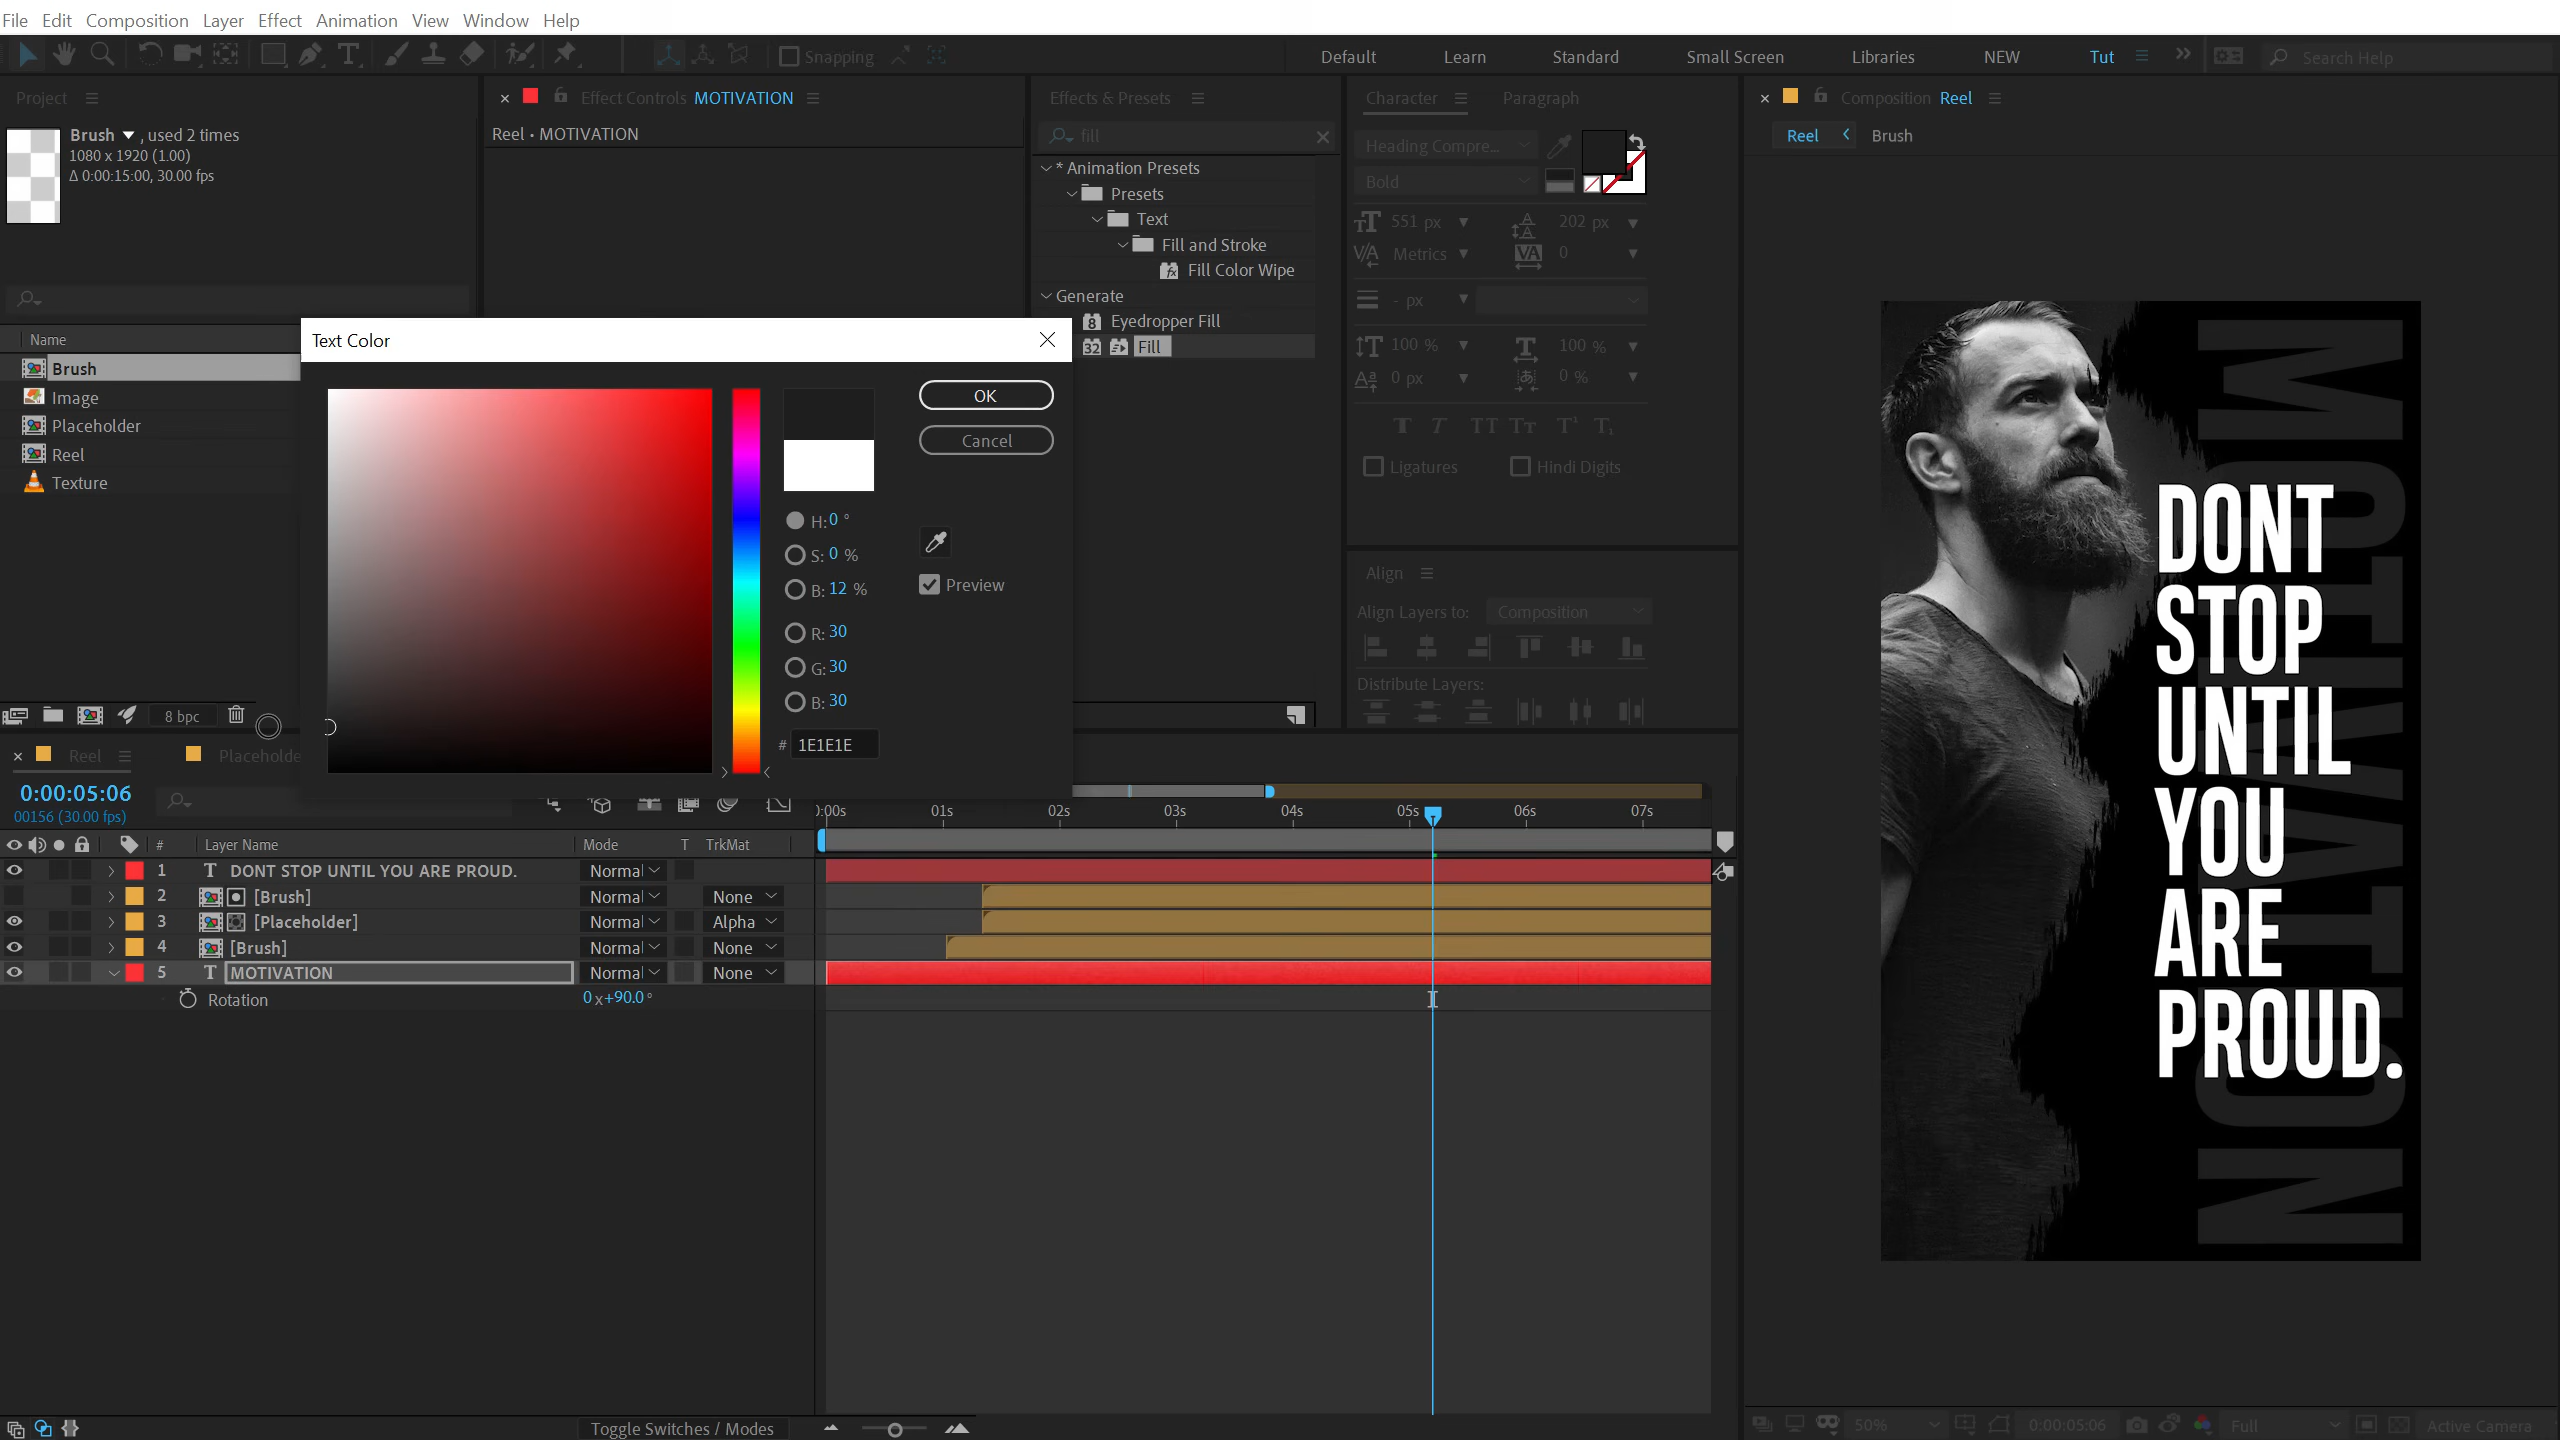 File Edit Composition Layer Effect Animation View Window Help
Snapping Default Learn Standard Small Screen Libraries NEW Tut Search Help
Project Effect Controls MOTIVATION Effects & Presets Character Paragraph Composition Reel
Brush , used 2 times
1080 x 1920 (1.00)
Δ 0:00:15:00, 30.00 fps
Reel • MOTIVATION
fill
* Animation Presets
Presets
Text
Fill and Stroke
Fill Color Wipe
Generate
Eyedropper Fill
Fill
Heading Compre...
Bold
551 px 202 px
Metrics 0
- px
100 % 100 %
0 px 0 %
Ligatures Hindi Digits
Align
Align Layers to: Composition
Distribute Layers:
Reel Brush
Name
Brush
Image
Placeholder
Reel
Texture
8 bpc
Text Color
OK
Cancel
H: 0 °
S: 0 %
B: 12 %
Preview
R: 30
G: 30
B: 30
# 1E1E1E
Reel Placeholde
0:00:05:06
00156 (30.00 fps)
0:00s 01s 02s 03s 04s 05s 06s 07s
# Layer Name Mode T TrkMat
1 T DONT STOP UNTIL YOU ARE PROUD. Normal
2 [Brush] Normal None
3 [Placeholder] Normal Alpha
4 [Brush] Normal None
5 T MOTIVATION Normal None
Rotation 0 x+90.0 °
Toggle Switches / Modes
MOTIVATION
DONT
STOP
UNTIL
YOU
ARE
PROUD.
50% 0:00:05:06 Full Active Camera